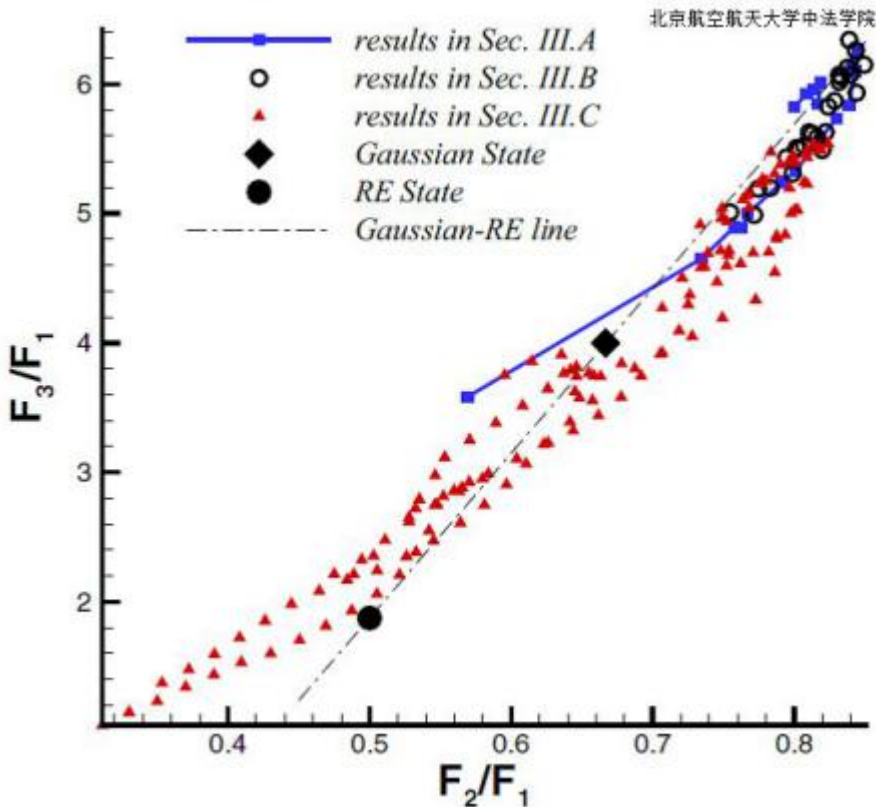 北京航空航天大学中法学院
results in Sec. III.A
results in Sec. III.B
results in Sec. III.C
Gaussian State
RE State
Gaussian-RE line
6
5
4
3
2
F3/F1
0.4 0.5 0.6 0.7 0.8
F2/F1